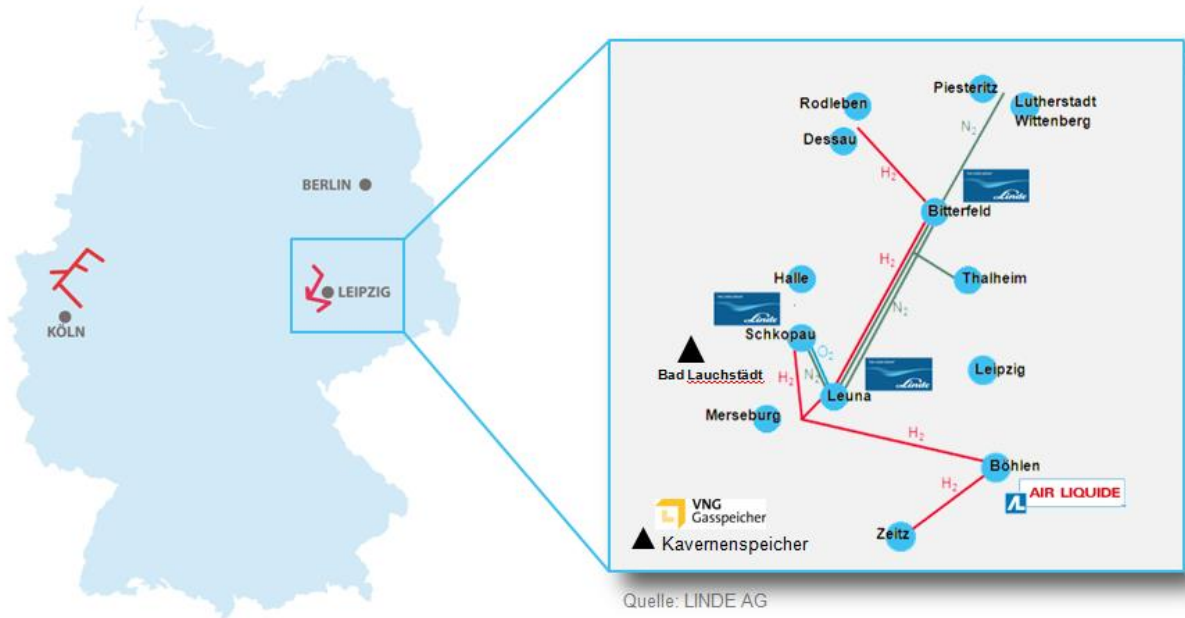 BERLIN
LEIPZIG
KÖLN
Rodleben
Dessau
Piesteritz
Lutherstadt
Wittenberg
N₂
H₂
Linde
Bitterfeld
H₂
Halle
Thalheim
N₂
Linde
Schkopau
O₂
Bad Lauchstädt
H₂
N₂
Linde
Leipzig
Leuna
Merseburg
H₂
Böhlen
H₂
AIR LIQUIDE
VNG
Gasspeicher
Zeitz
Kavernenspeicher
Quelle: LINDE AG